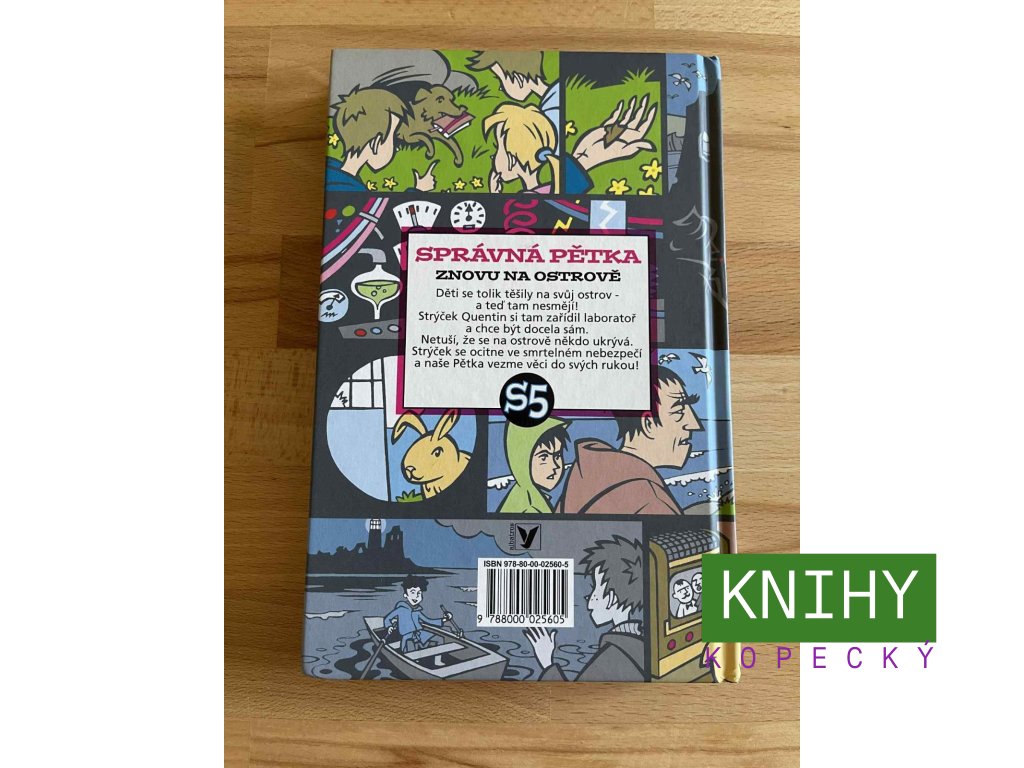 SPRÁVNÁ PĚTKA
ZNOVU NA OSTROVĚ
Děti se tolik těšily na svůj ostrov -
a teď tam nesmějí!
Strýček Quentin si tam zařídil laboratoř
a chce být docela sám.
Netuší, že se na ostrově někdo ukrývá.
Strýček se ocitne ve smrtelném nebezpečí
a naše Pětka vezme věci do svých rukou!
S5
albatros
ISBN 978-80-00-02560-5
9 788000 025605
KNIHY
KOPECKÝ